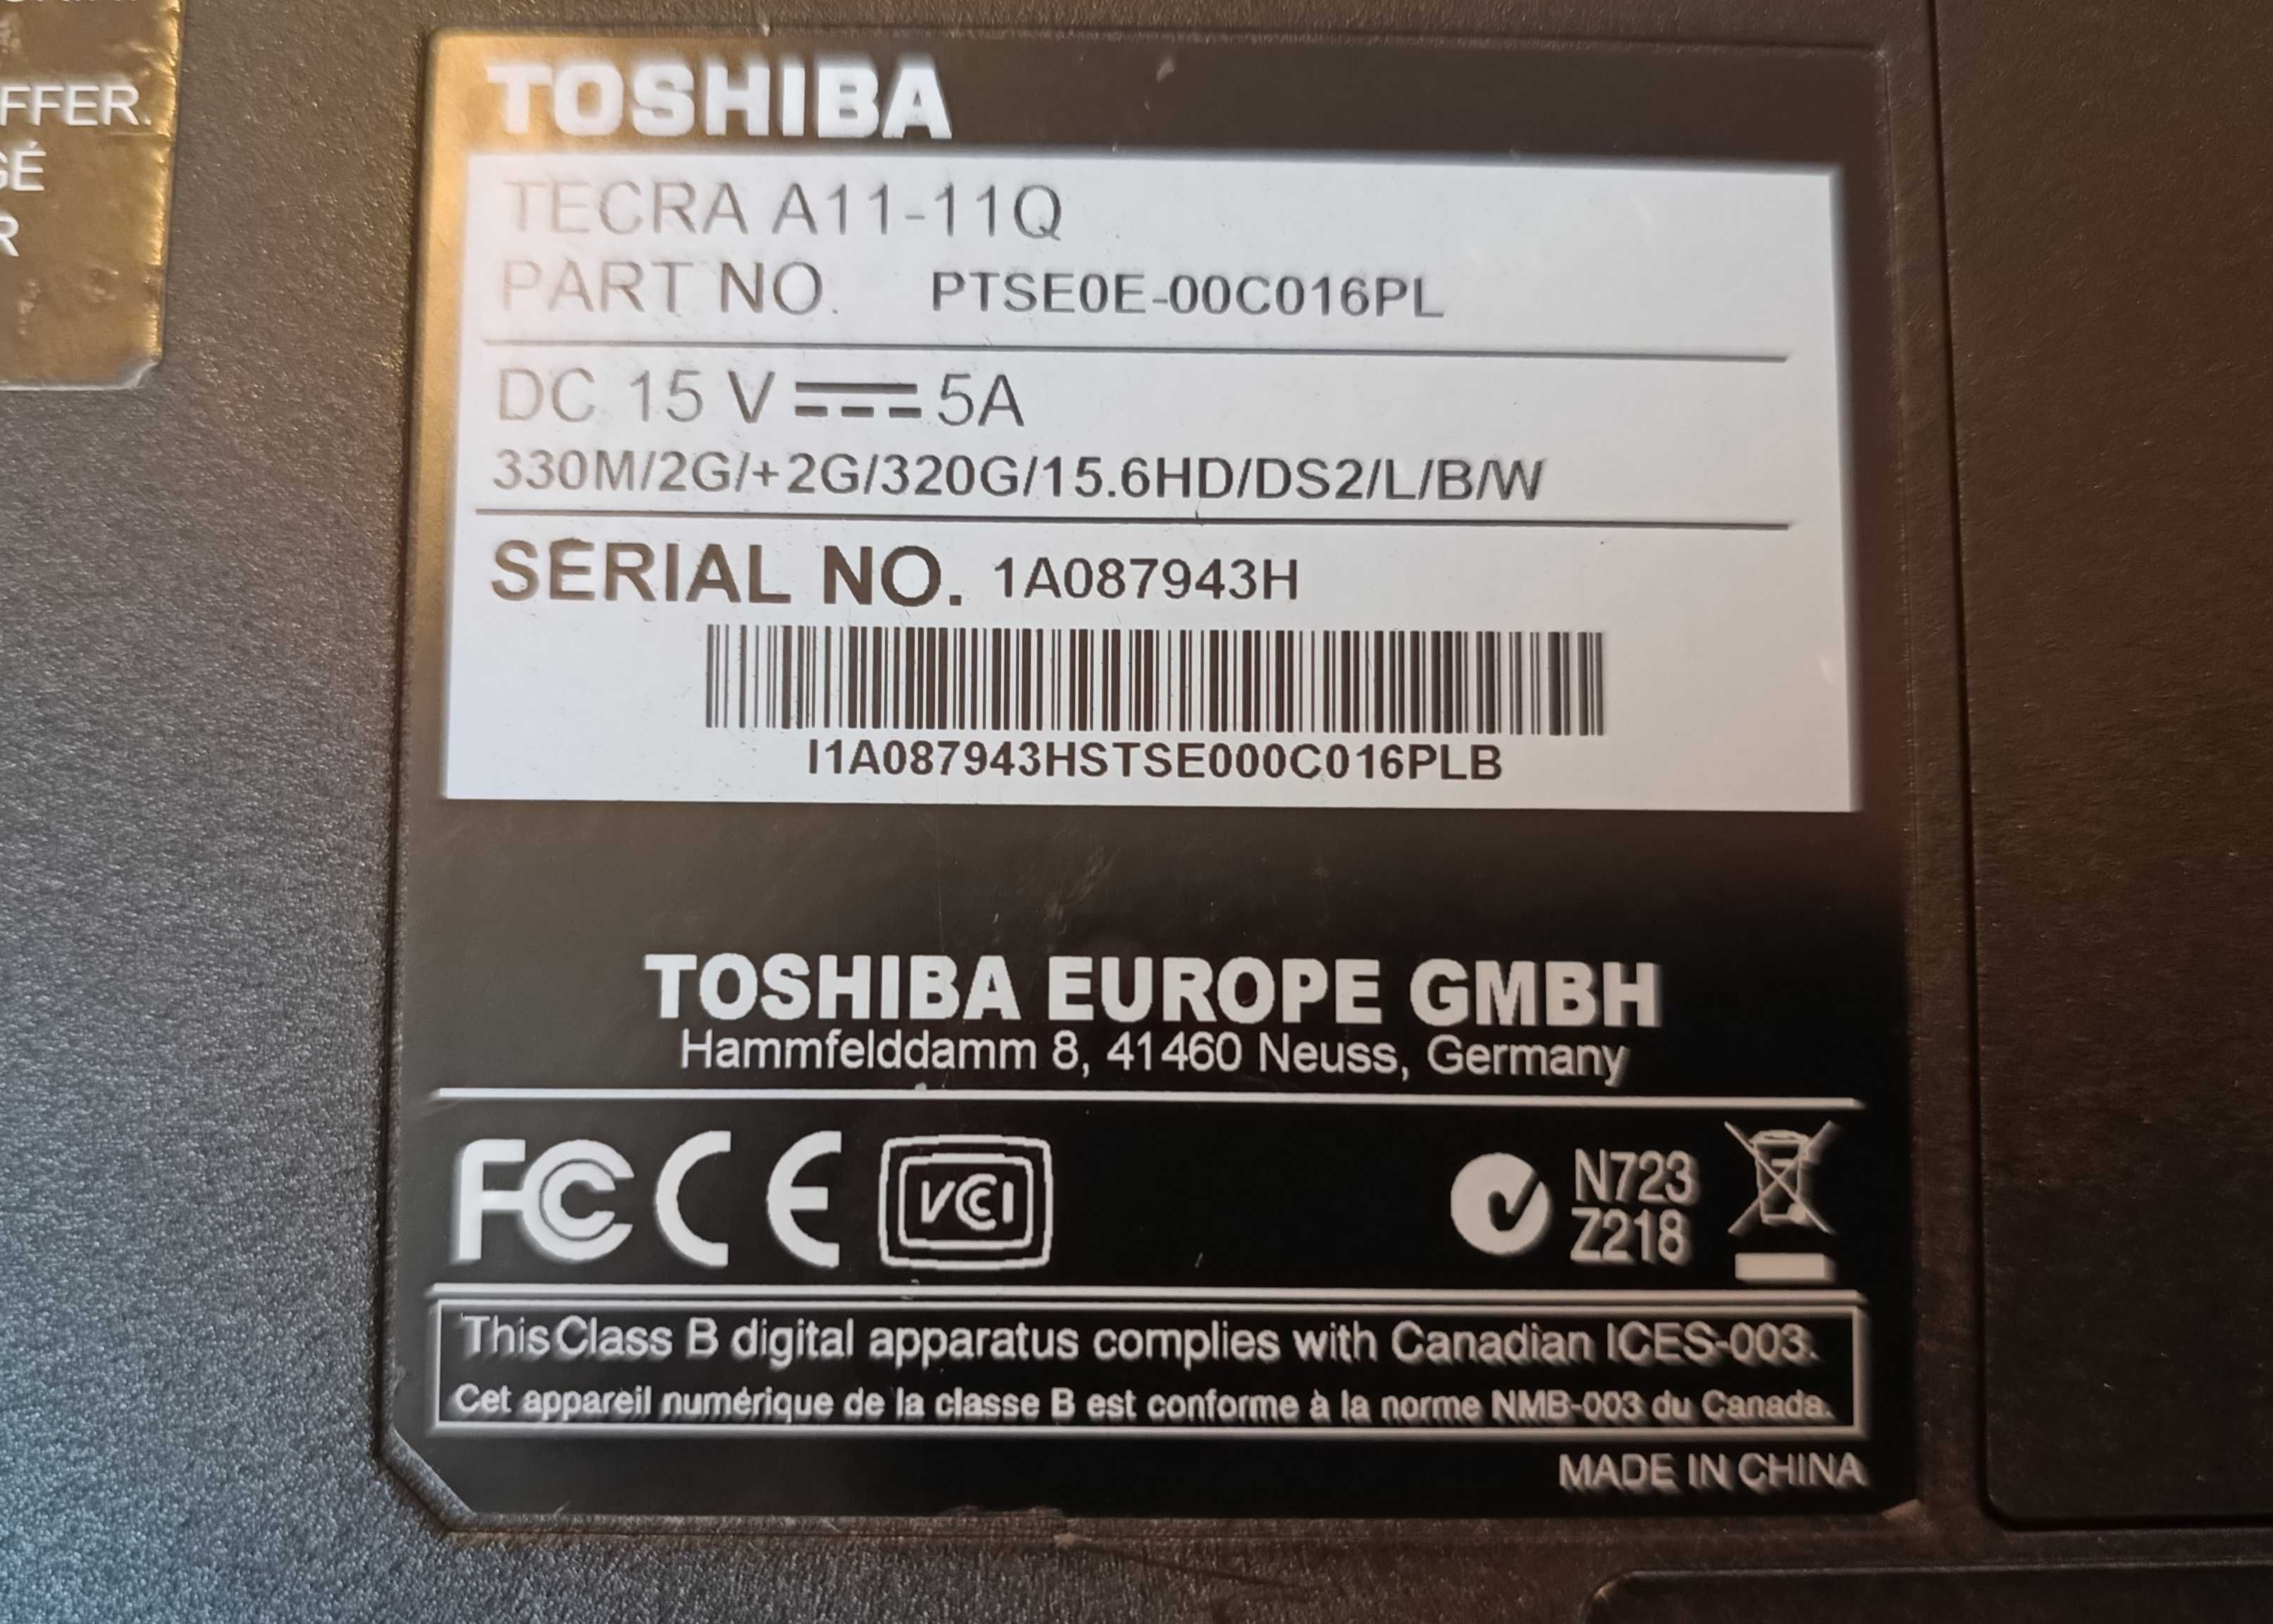 FFER.
GÉ
R
TOSHIBA
TECRA A11-11Q
PART NO. PTSE0E-00C016PL
DC 15 V 5A
330M/2G/+2G/320G/15.6HD/DS2/L/B/W
SERIAL NO. 1A087943H
I1A087943HSTSE000C016PLB
TOSHIBA EUROPE GMBH
Hammfelddamm 8, 41460 Neuss, Germany
FC CE VCCI N723
Z218
This Class B digital apparatus complies with Canadian ICES-003.
Cet appareil numérique de la classe B est conforme à la norme NMB-003 du Canada.
MADE IN CHINA